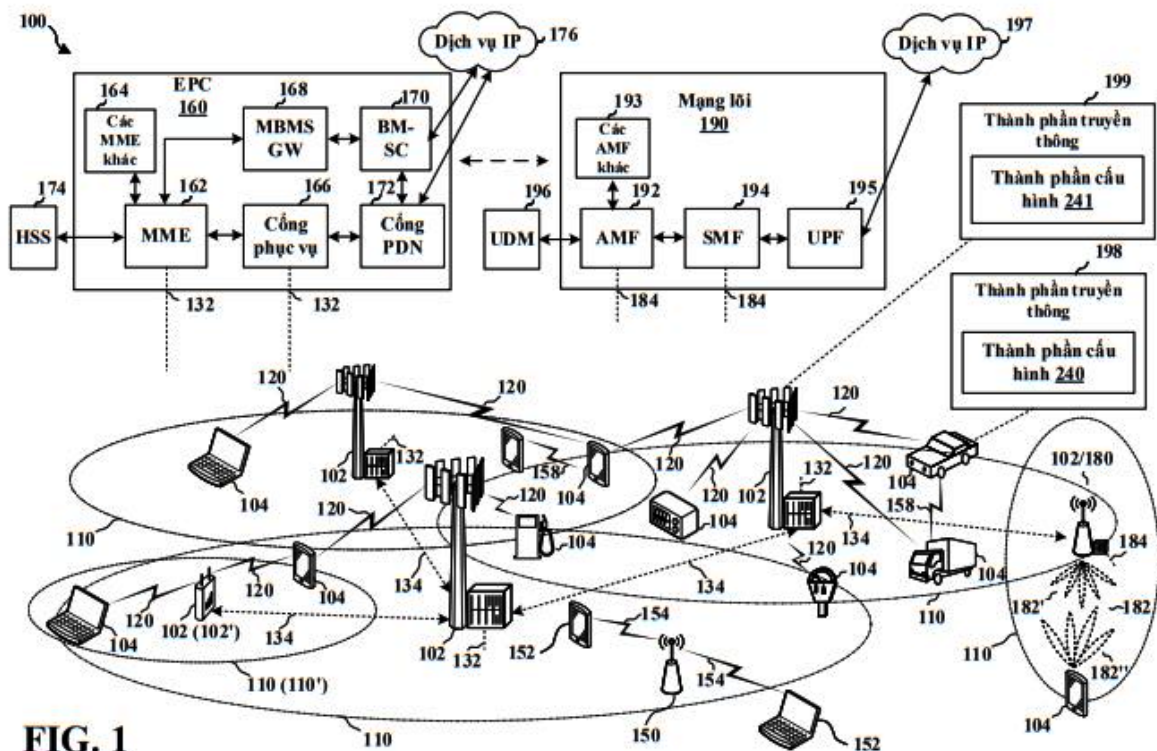 100
Dịch vụ IP
176
Dịch vụ IP
197
EPC
160
164
Các
MME
khác
168
MBMS
GW
170
BM-
SC
174
HSS
162
MME
166
Cổng
phục vụ
172
Cổng
PDN
132
132
Mạng lõi
190
193
Các
AMF
khác
196
UDM
192
AMF
194
SMF
195
UPF
184
184
199
Thành phần truyền
thông
Thành phần cấu
hình 241
198
Thành phần truyền
thông
Thành phần cấu
hình 240
120
120
120
104
102
132
158
104
120
120
102
132
120
104
158
102/180
110
120
120
104
104
134
120
104
104
184
110
104
120
102 (102')
134
120
104
134
102
132
134
110
182'
182
182''
110
104
110 (110')
152
154
154
150
152
110
FIG. 1